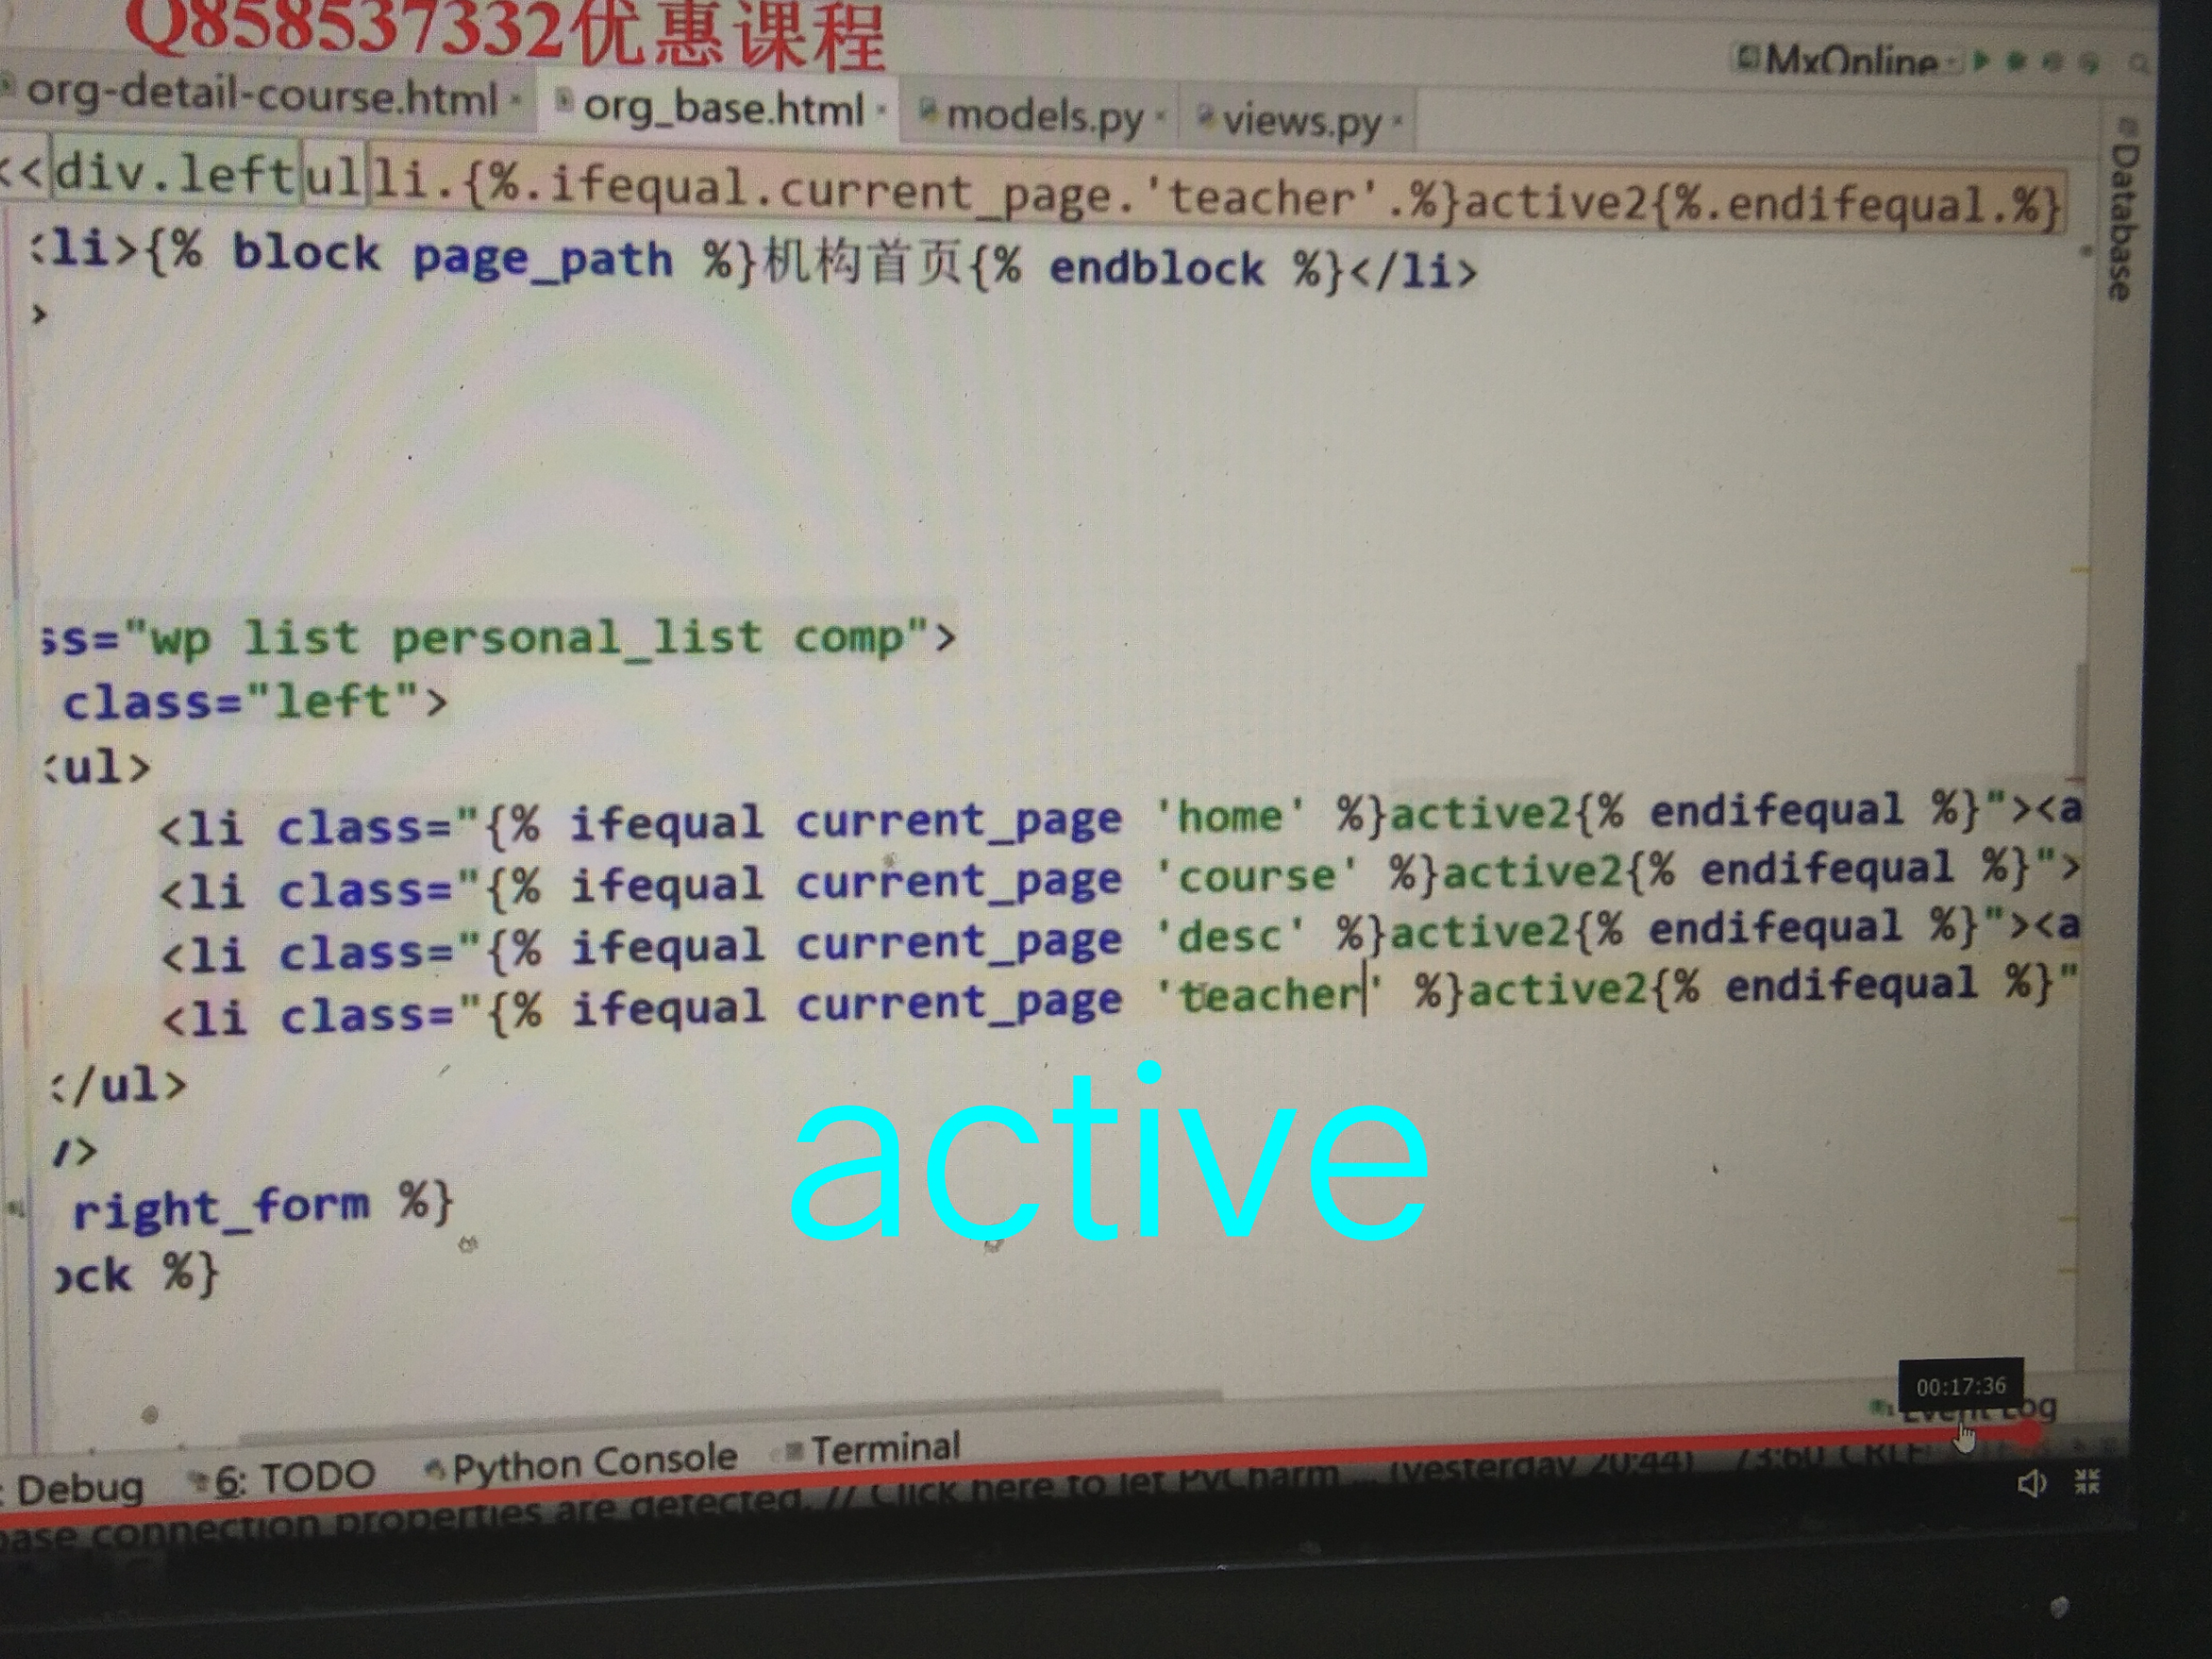 Q858537332优惠课程
MxOnline
org-detail-course.html
org_base.html
models.py
views.py
Database
<<div.left ul li.{%.ifequal.current_page.'teacher'.%}active2{%.endifequal.%}
li>{% block page_path %}机构首页{% endblock %}</li>
>
ss="wp list personal_list comp">
class="left">
ul>
<li class="{% ifequal current_page 'home' %}active2{% endifequal %}"><a
<li class="{% ifequal current_page 'course' %}active2{% endifequal %}">
<li class="{% ifequal current_page 'desc' %}active2{% endifequal %}"><a
<li class="{% ifequal current_page 'teacher' %}active2{% endifequal %}"
/ul>
active
/>
right_form %}
ock %}
00:17:36
Event Log
Debug
6: TODO
Python Console
Terminal
base connection properties are detected. // Click here to let PyCharm ... (yesterday 20:44)
73:60 CRLF